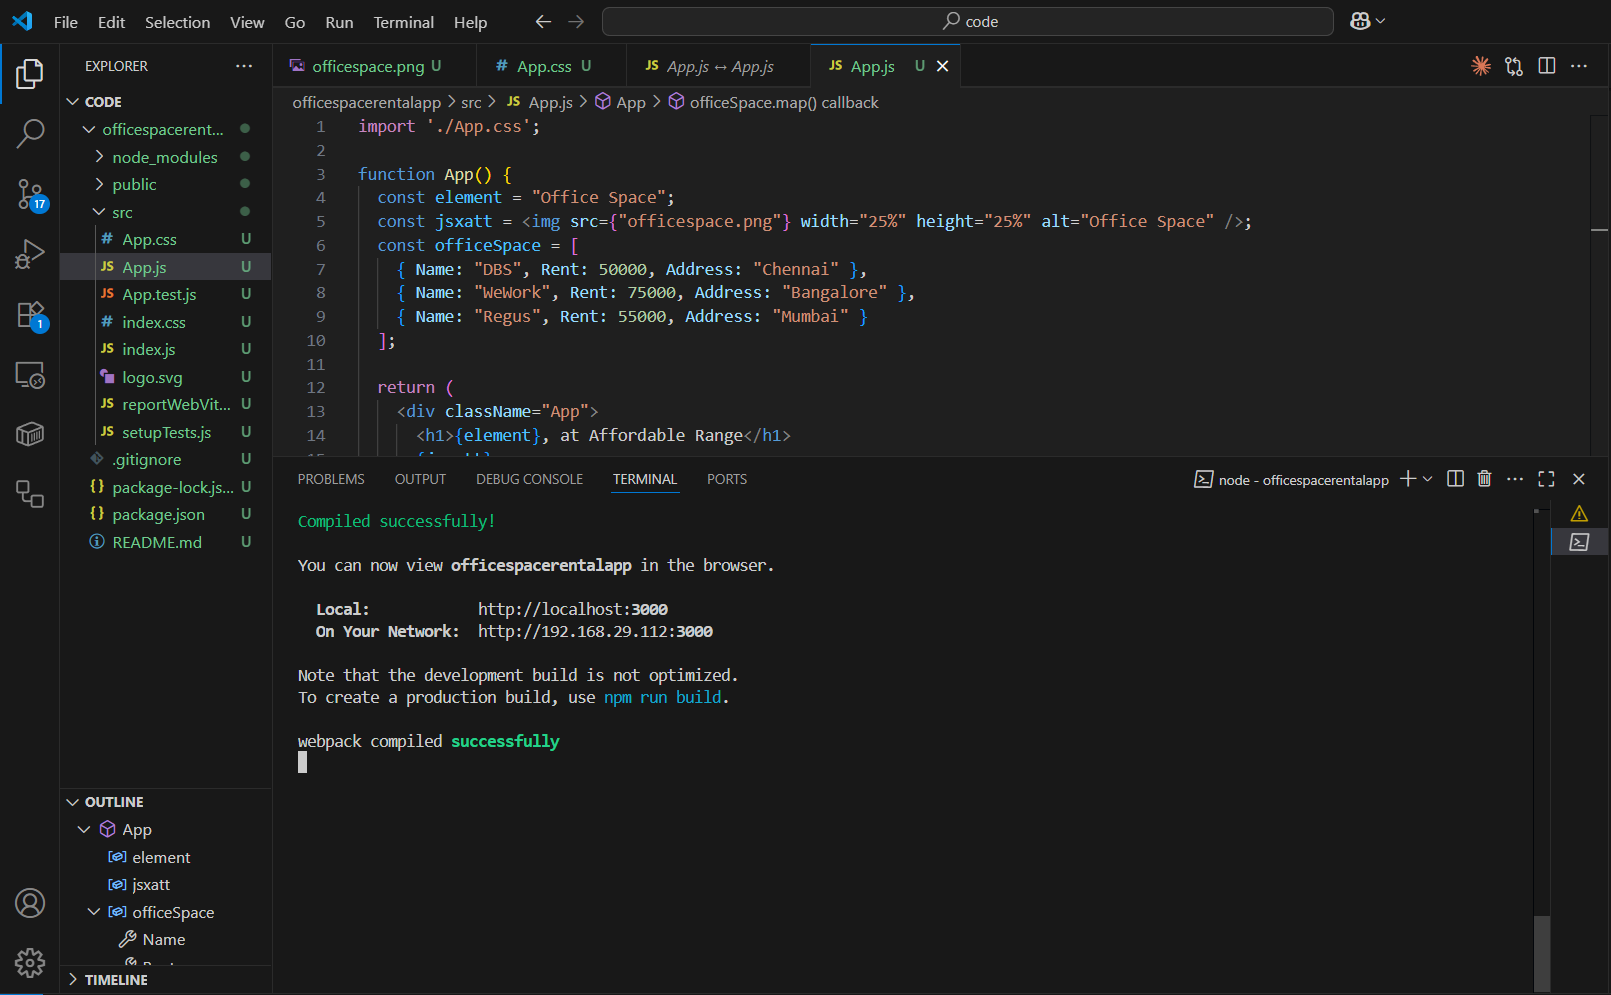 File Edit Selection View Go Run Terminal Help
code
EXPLORER
CODE
officespacerent...
node_modules
public
src
# App.css U
JS App.js U
JS App.test.js U
# index.css U
JS index.js U
logo.svg U
JS reportWebVit... U
JS setupTests.js U
.gitignore U
{} package-lock.js... U
{} package.json U
README.md U
17
1
OUTLINE
App
element
jsxatt
officeSpace
Name
TIMELINE
officespace.png U
# App.css U
JS App.js ↔ App.js
JS App.js U
officespacerentalapp > src > JS App.js > App > officeSpace.map() callback
1 import './App.css';
2
3 function App() {
4 const element = "Office Space";
5 const jsxatt = <img src={"officespace.png"} width="25%" height="25%" alt="Office Space" />;
6 const officeSpace = [
7 { Name: "DBS", Rent: 50000, Address: "Chennai" },
8 { Name: "WeWork", Rent: 75000, Address: "Bangalore" },
9 { Name: "Regus", Rent: 55000, Address: "Mumbai" }
10 ];
11
12 return (
13 <div className="App">
14 <h1>{element}, at Affordable Range</h1>
PROBLEMS OUTPUT DEBUG CONSOLE TERMINAL PORTS
node - officespacerentalapp
Compiled successfully!
You can now view officespacerentalapp in the browser.
Local: http://localhost:3000
On Your Network: http://192.168.29.112:3000
Note that the development build is not optimized.
To create a production build, use npm run build.
webpack compiled successfully